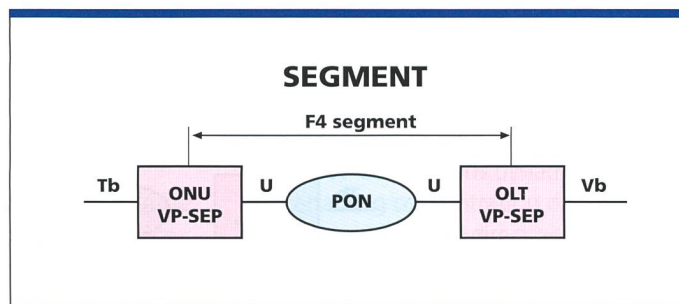 SEGMENT
F4 segment
Tb
ONU
VP-SEP
U
PON
U
OLT
VP-SEP
Vb